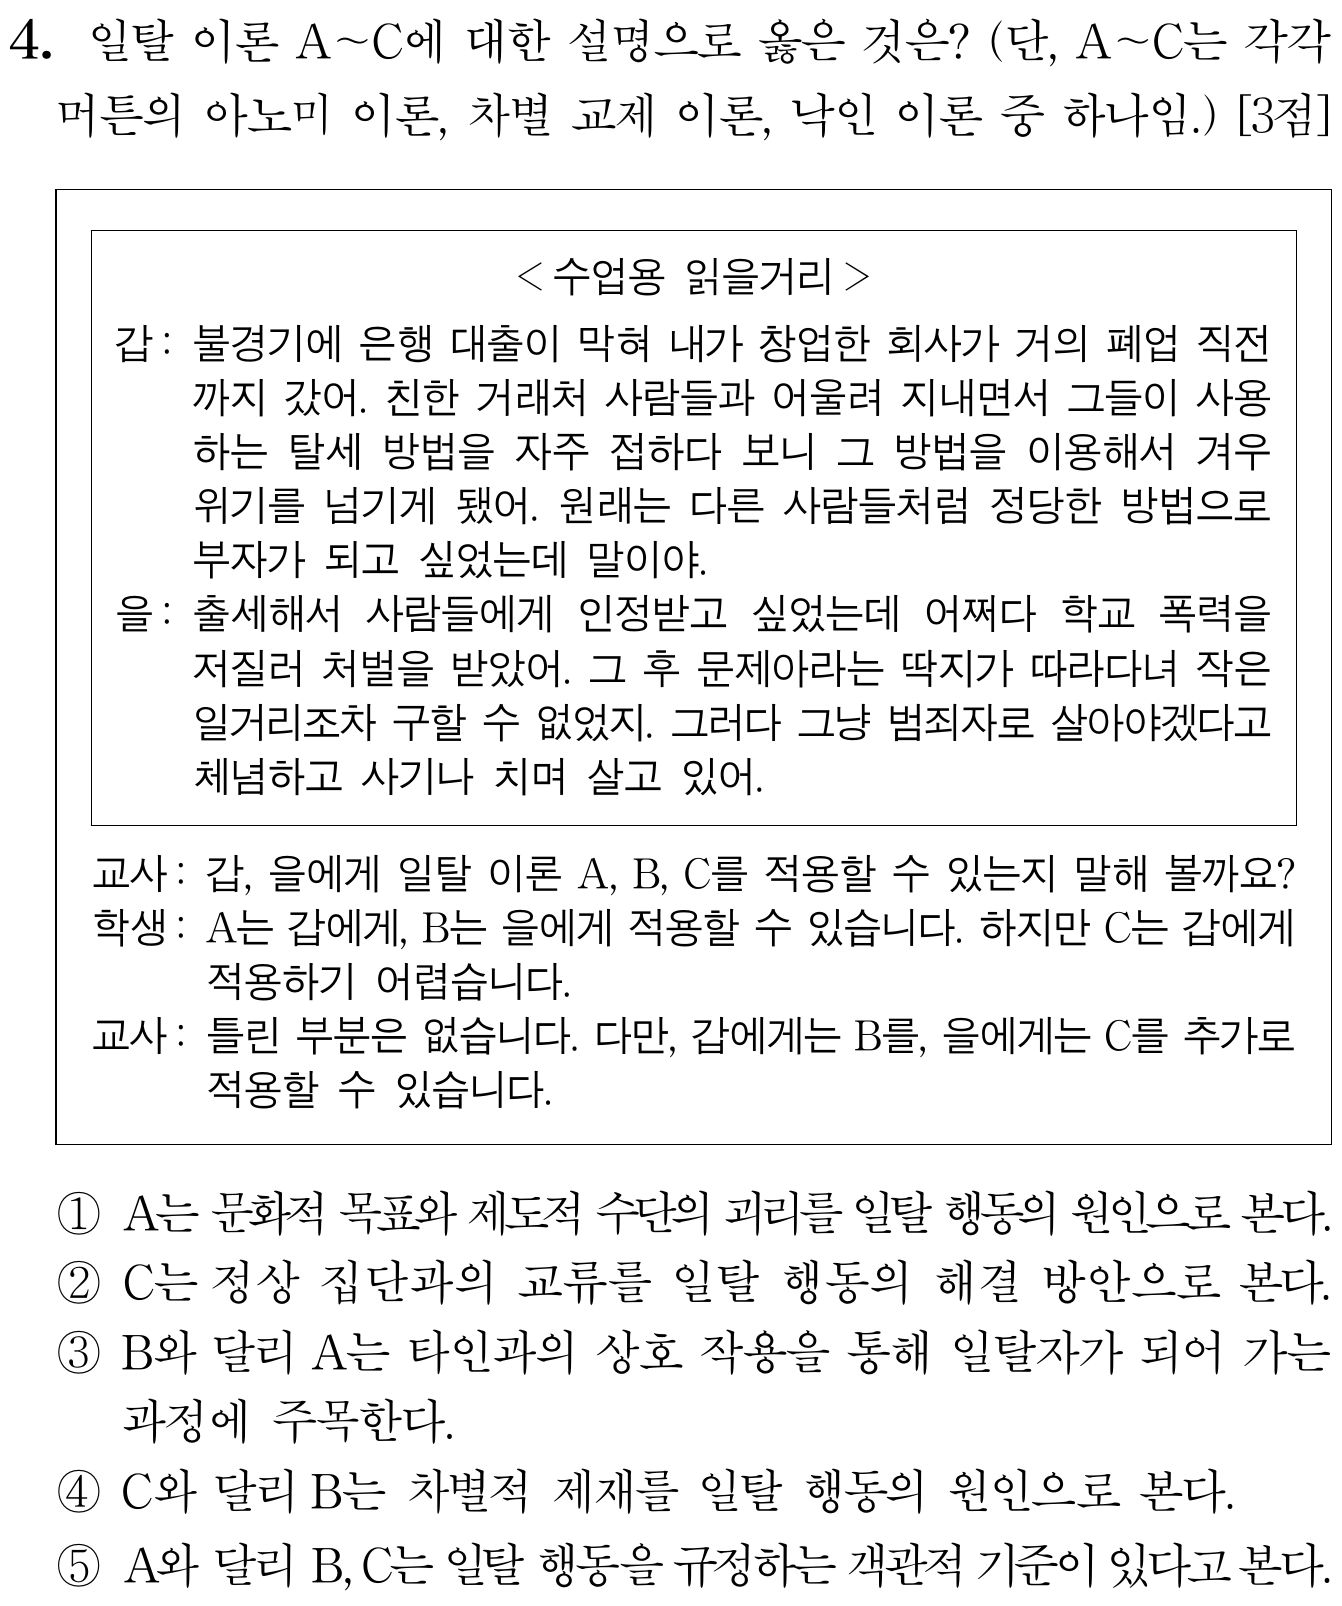 4. 일탈 이론 A~C에 대한 설명으로 옳은 것은? (단, A~C는 각각
머튼의 아노미 이론, 차별 교제 이론, 낙인 이론 중 하나임.) [3점]
< 수업용 읽을거리 >
갑 : 불경기에 은행 대출이 막혀 내가 창업한 회사가 거의 폐업 직전
까지 갔어. 친한 거래처 사람들과 어울려 지내면서 그들이 사용
하는 탈세 방법을 자주 접하다 보니 그 방법을 이용해서 겨우
위기를 넘기게 됐어. 원래는 다른 사람들처럼 정당한 방법으로
부자가 되고 싶었는데 말이야.
을 : 출세해서 사람들에게 인정받고 싶었는데 어쩌다 학교 폭력을
저질러 처벌을 받았어. 그 후 문제아라는 딱지가 따라다녀 작은
일거리조차 구할 수 없었지. 그러다 그냥 범죄자로 살아야겠다고
체념하고 사기나 치며 살고 있어.
교사 : 갑, 을에게 일탈 이론 A, B, C를 적용할 수 있는지 말해 볼까요?
학생 : A는 갑에게, B는 을에게 적용할 수 있습니다. 하지만 C는 갑에게
적용하기 어렵습니다.
교사 : 틀린 부분은 없습니다. 다만, 갑에게는 B를, 을에게는 C를 추가로
적용할 수 있습니다.
① A는 문화적 목표와 제도적 수단의 괴리를 일탈 행동의 원인으로 본다.
② C는 정상 집단과의 교류를 일탈 행동의 해결 방안으로 본다.
③ B와 달리 A는 타인과의 상호 작용을 통해 일탈자가 되어 가는
과정에 주목한다.
④ C와 달리 B는 차별적 제재를 일탈 행동의 원인으로 본다.
⑤ A와 달리 B, C는 일탈 행동을 규정하는 객관적 기준이 있다고 본다.